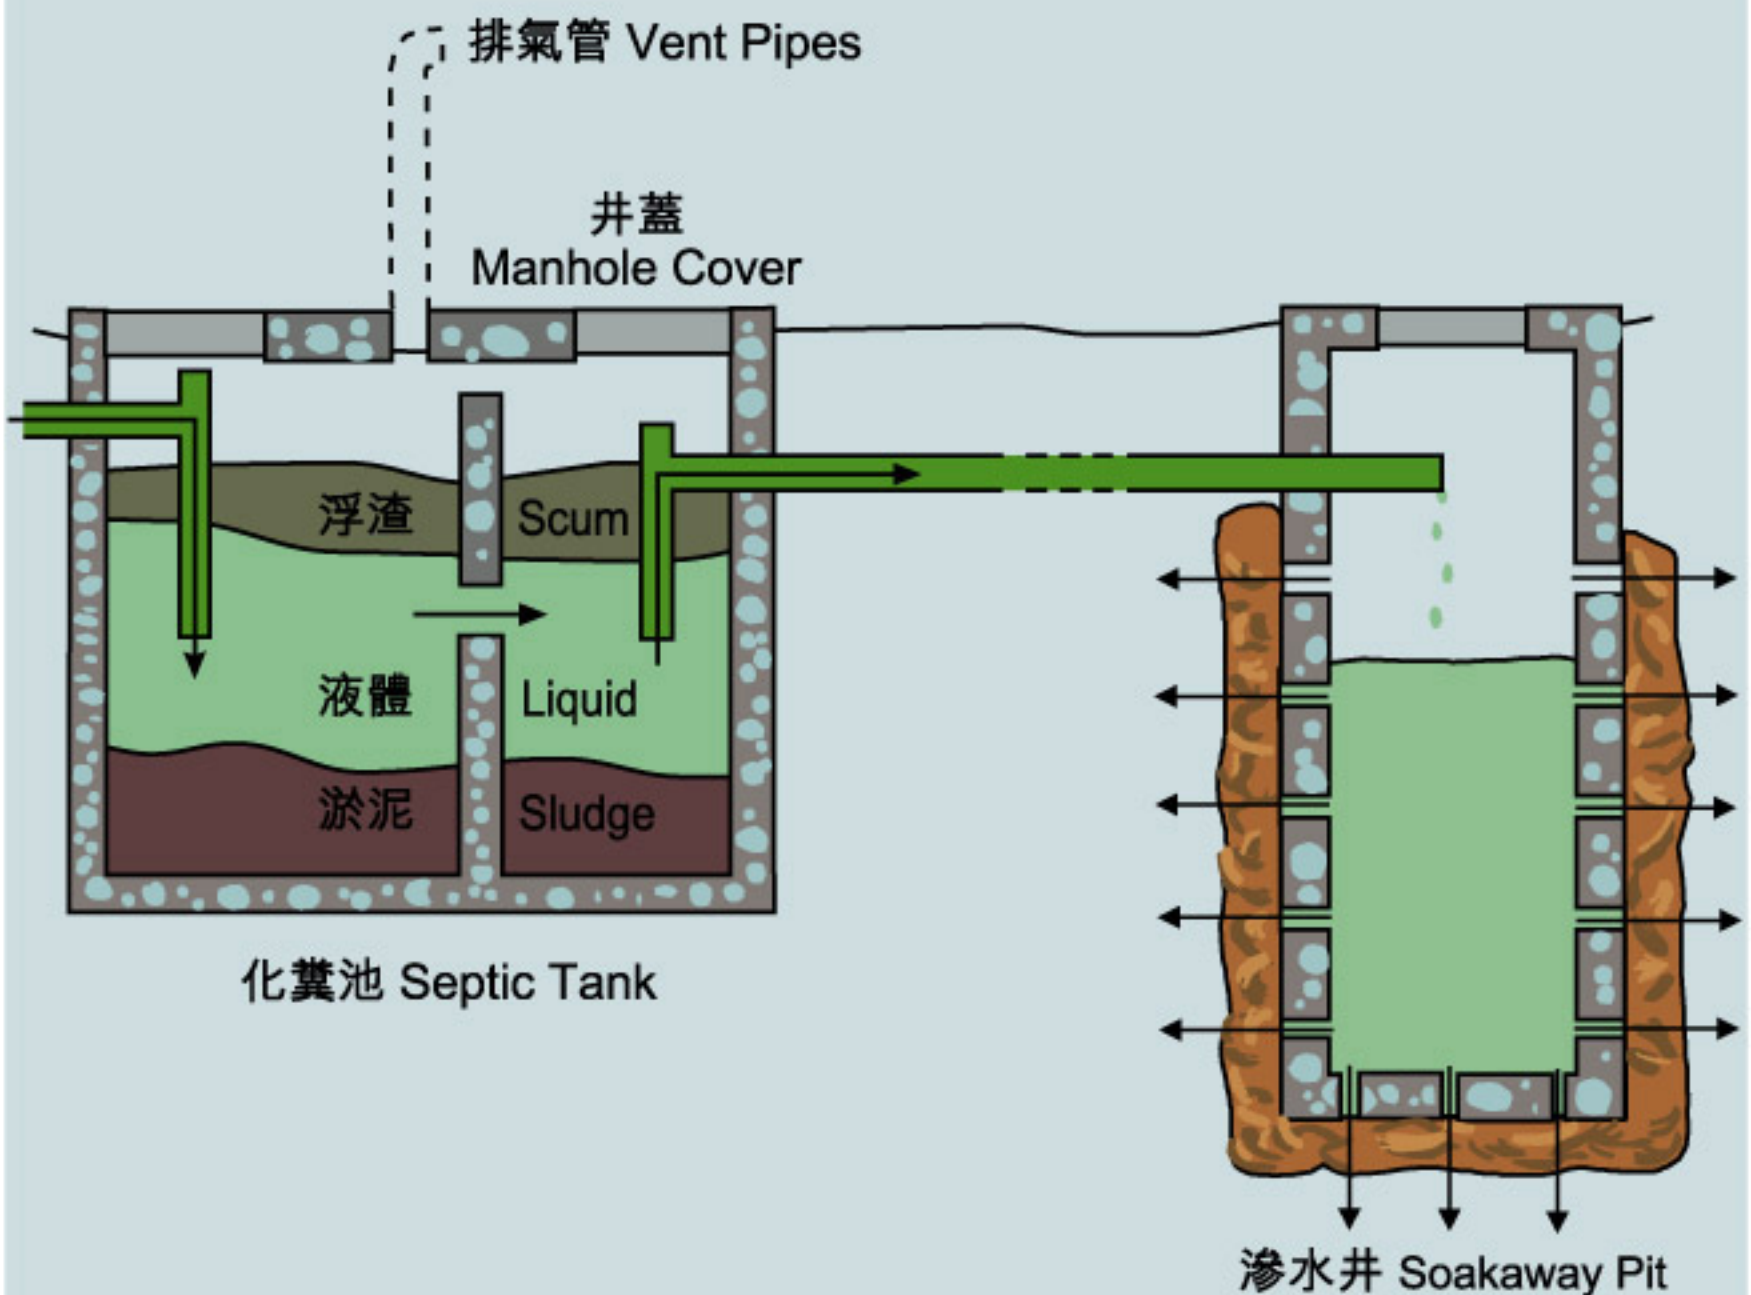 排氣管 Vent Pipes
井蓋
Manhole Cover
浮渣 Scum
液體 Liquid
淤泥 Sludge
化糞池 Septic Tank
滲水井 Soakaway Pit